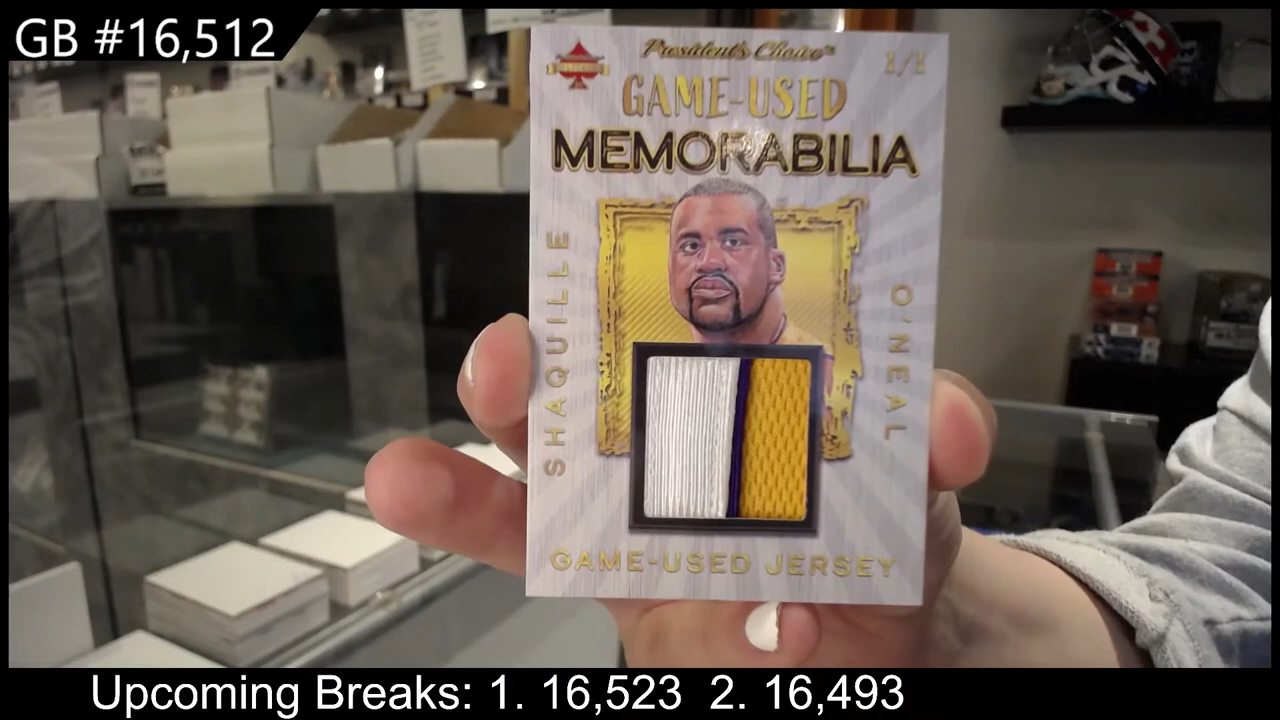 GB #16,512
President's Choice
1/1
GAME-USED
MEMORABILIA
SHAQUILLE
O'NEAL
GAME-USED JERSEY
Upcoming Breaks: 1. 16,523 2. 16,493